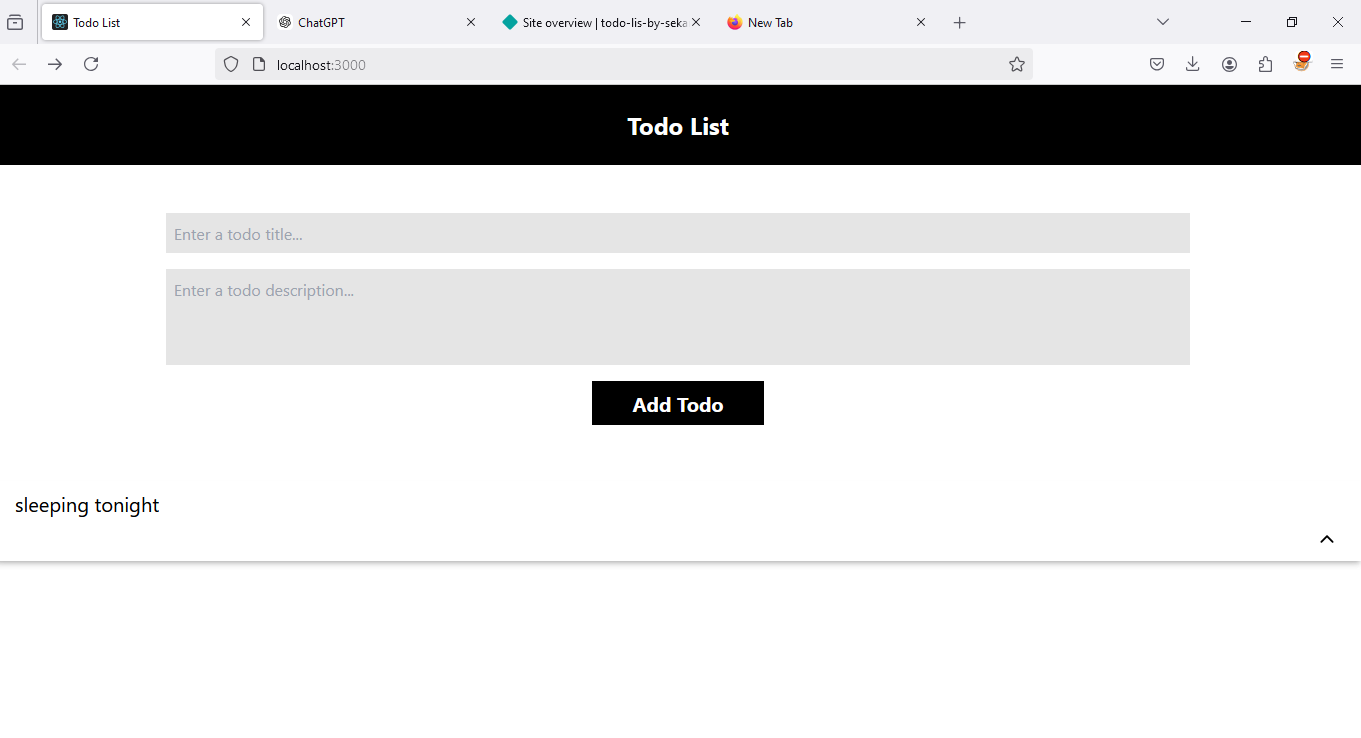 Todo List
ChatGPT
Site overview | todo-lis-by-seka
New Tab
localhost:3000
Todo List
Enter a todo title...
Enter a todo description...
Add Todo
sleeping tonight